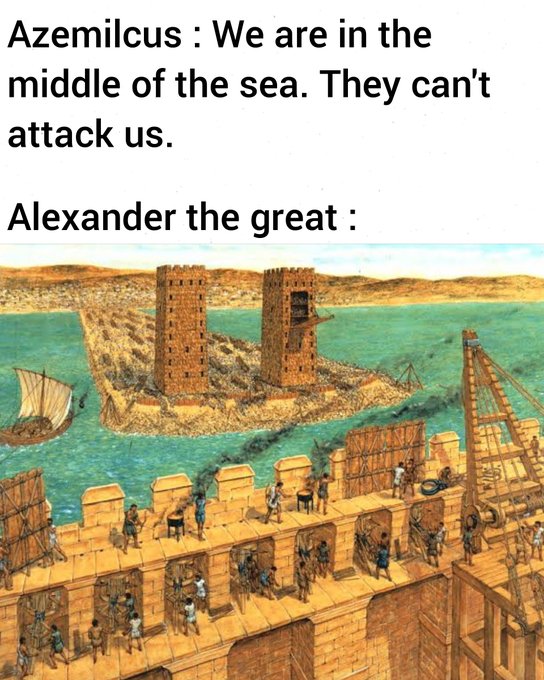 Azemilcus : We are in the
middle of the sea. They can't
attack us.
Alexander the great :